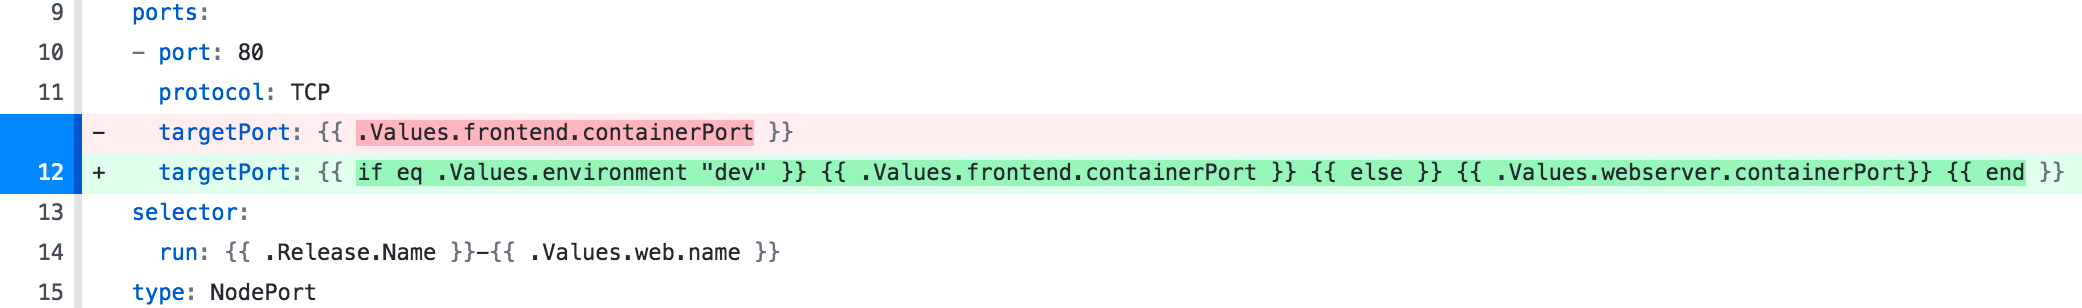 9 ports:
10 - port: 80
11 protocol: TCP
- targetPort: {{ .Values.frontend.containerPort }}
12 + targetPort: {{ if eq .Values.environment "dev" }} {{ .Values.frontend.containerPort }} {{ else }} {{ .Values.webserver.containerPort}} {{ end }}
13 selector:
14 run: {{ .Release.Name }}-{{ .Values.web.name }}
15 type: NodePort